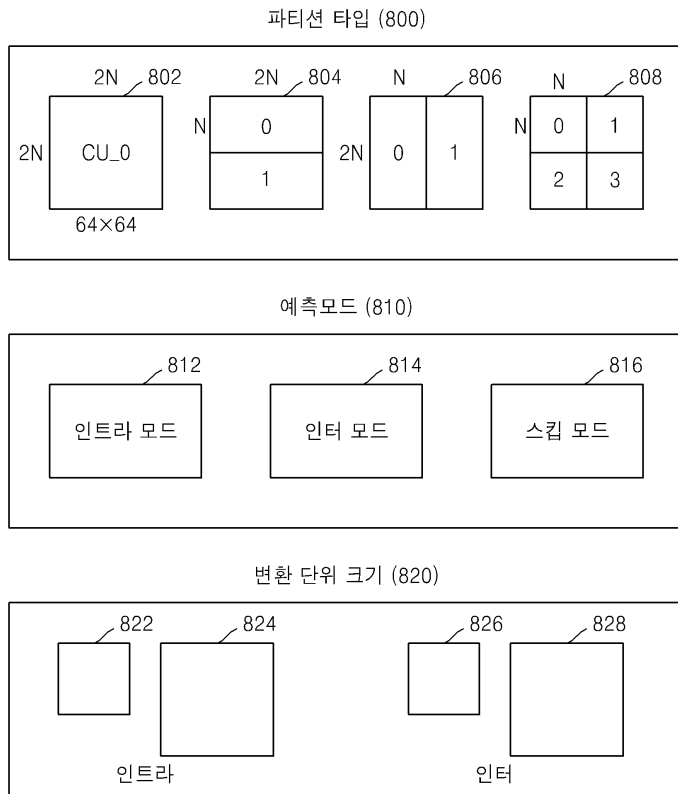 파티션 타입 (800)
2N 802 2N 804 N 806 N 808
N N 0 1
0
2N CU_0 2N 0 1
1 2 3
64×64
예측모드 (810)
812 814 816
인트라 모드 인터 모드 스킵 모드
변환 단위 크기 (820)
822 824 826 828
인트라 인터